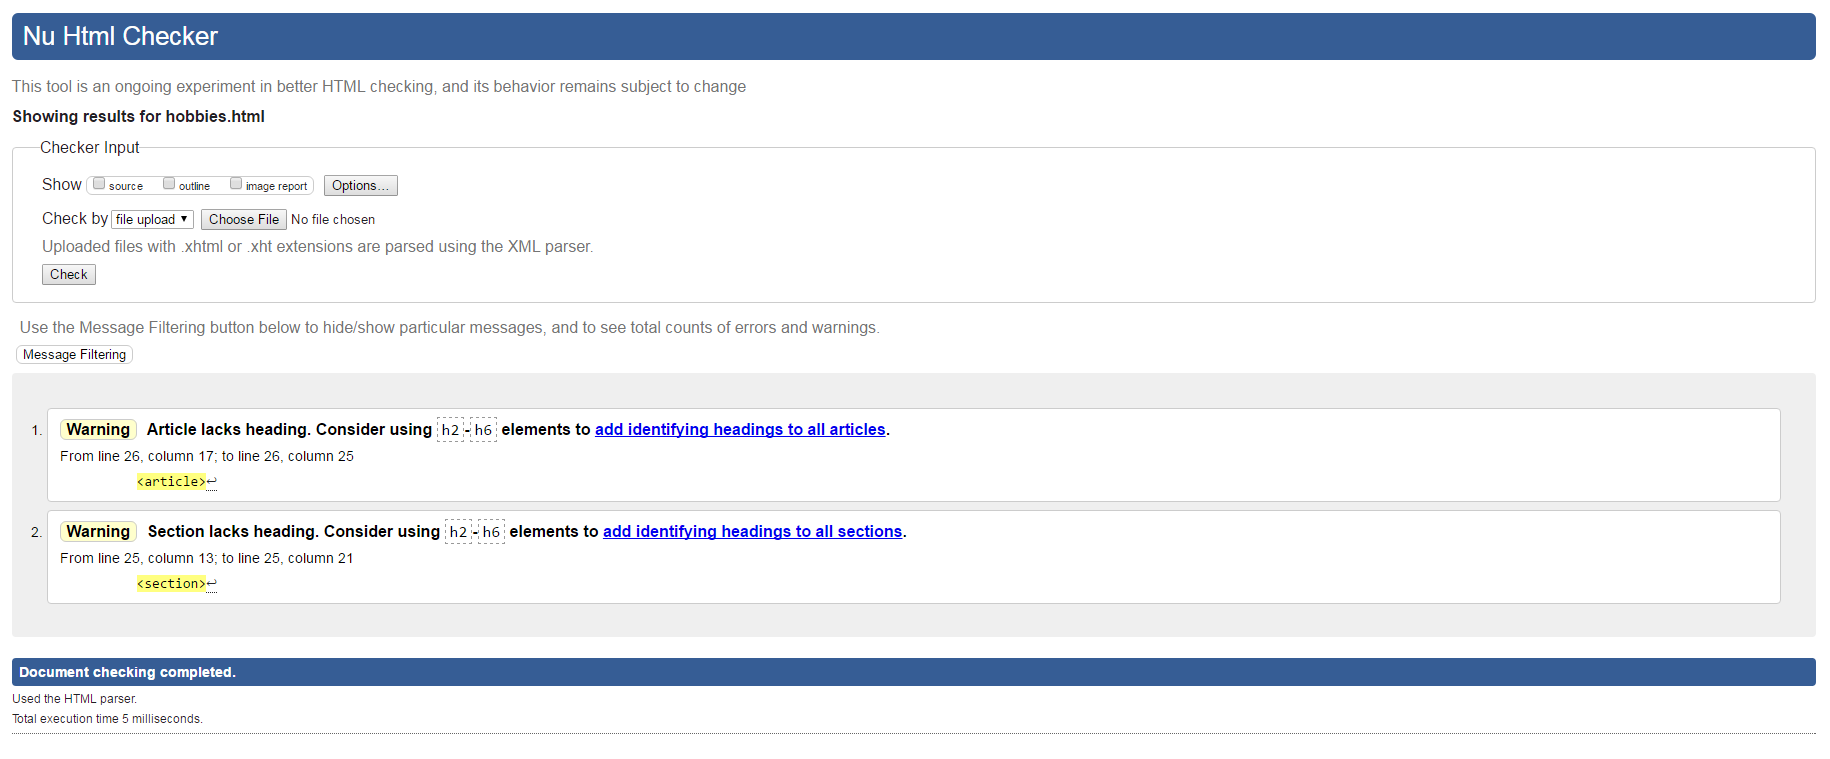 Nu Html Checker
This tool is an ongoing experiment in better HTML checking, and its behavior remains subject to change
Showing results for hobbies.html
Checker Input
Show source outline image report Options...
Check by file upload ▼ Choose File No file chosen
Uploaded files with .xhtml or .xht extensions are parsed using the XML parser.
Check
Use the Message Filtering button below to hide/show particular messages, and to see total counts of errors and warnings.
Message Filtering
1. Warning Article lacks heading. Consider using h2-h6 elements to add identifying headings to all articles.
From line 26, column 17; to line 26, column 25
<article>↩
2. Warning Section lacks heading. Consider using h2-h6 elements to add identifying headings to all sections.
From line 25, column 13; to line 25, column 21
<section>↩
Document checking completed.
Used the HTML parser.
Total execution time 5 milliseconds.